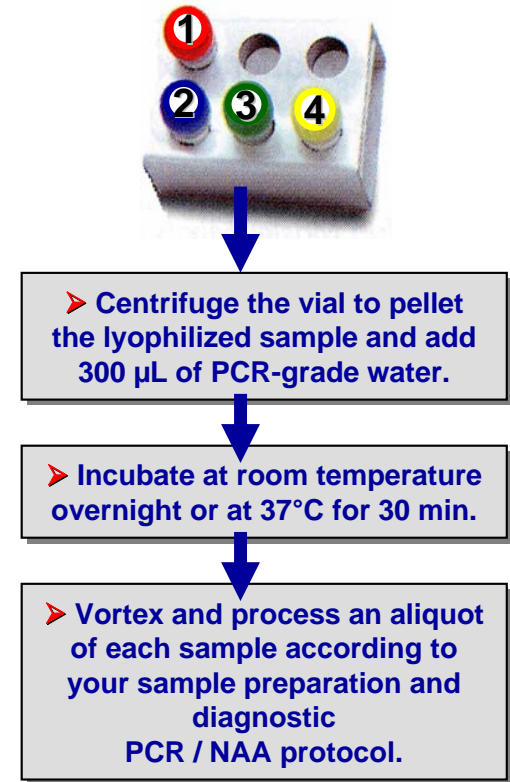 1
2 3 4
➢ Centrifuge the vial to pellet
the lyophilized sample and add
300 µL of PCR-grade water.
➢ Incubate at room temperature
overnight or at 37°C for 30 min.
➢ Vortex and process an aliquot
of each sample according to
your sample preparation and
diagnostic
PCR / NAA protocol.